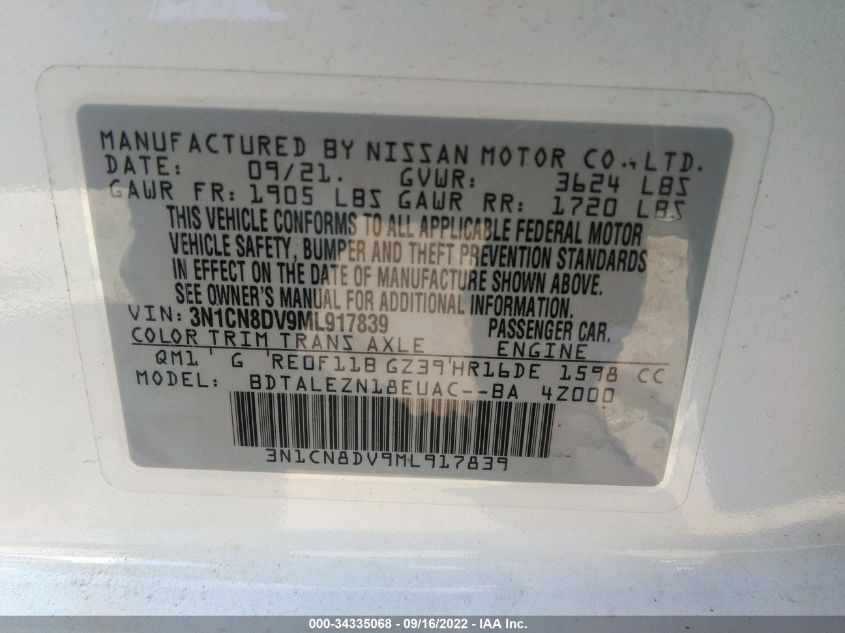 MANUFACTURED BY NISSAN MOTOR CO., LTD.
DATE: 09/21. GVWR: 3624 LBS
GAWR FR: 1905 LBS GAWR RR: 1720 LBS
THIS VEHICLE CONFORMS TO ALL APPLICABLE FEDERAL MOTOR
VEHICLE SAFETY, BUMPER AND THEFT PREVENTION STANDARDS
IN EFFECT ON THE DATE OF MANUFACTURE SHOWN ABOVE.
SEE OWNER'S MANUAL FOR ADDITIONAL INFORMATION.
VIN: 3N1CN8DV9ML917839 PASSENGER CAR.
COLOR TRIM TRANS AXLE ENGINE
QM1 G RE0F11B GZ39 HR16DE 1598 CC
MODEL: BDTALEZN18EUAC--BA 4Z000
3N1CN8DV9ML917839
000-34335068 - 09/16/2022 - IAA Inc.